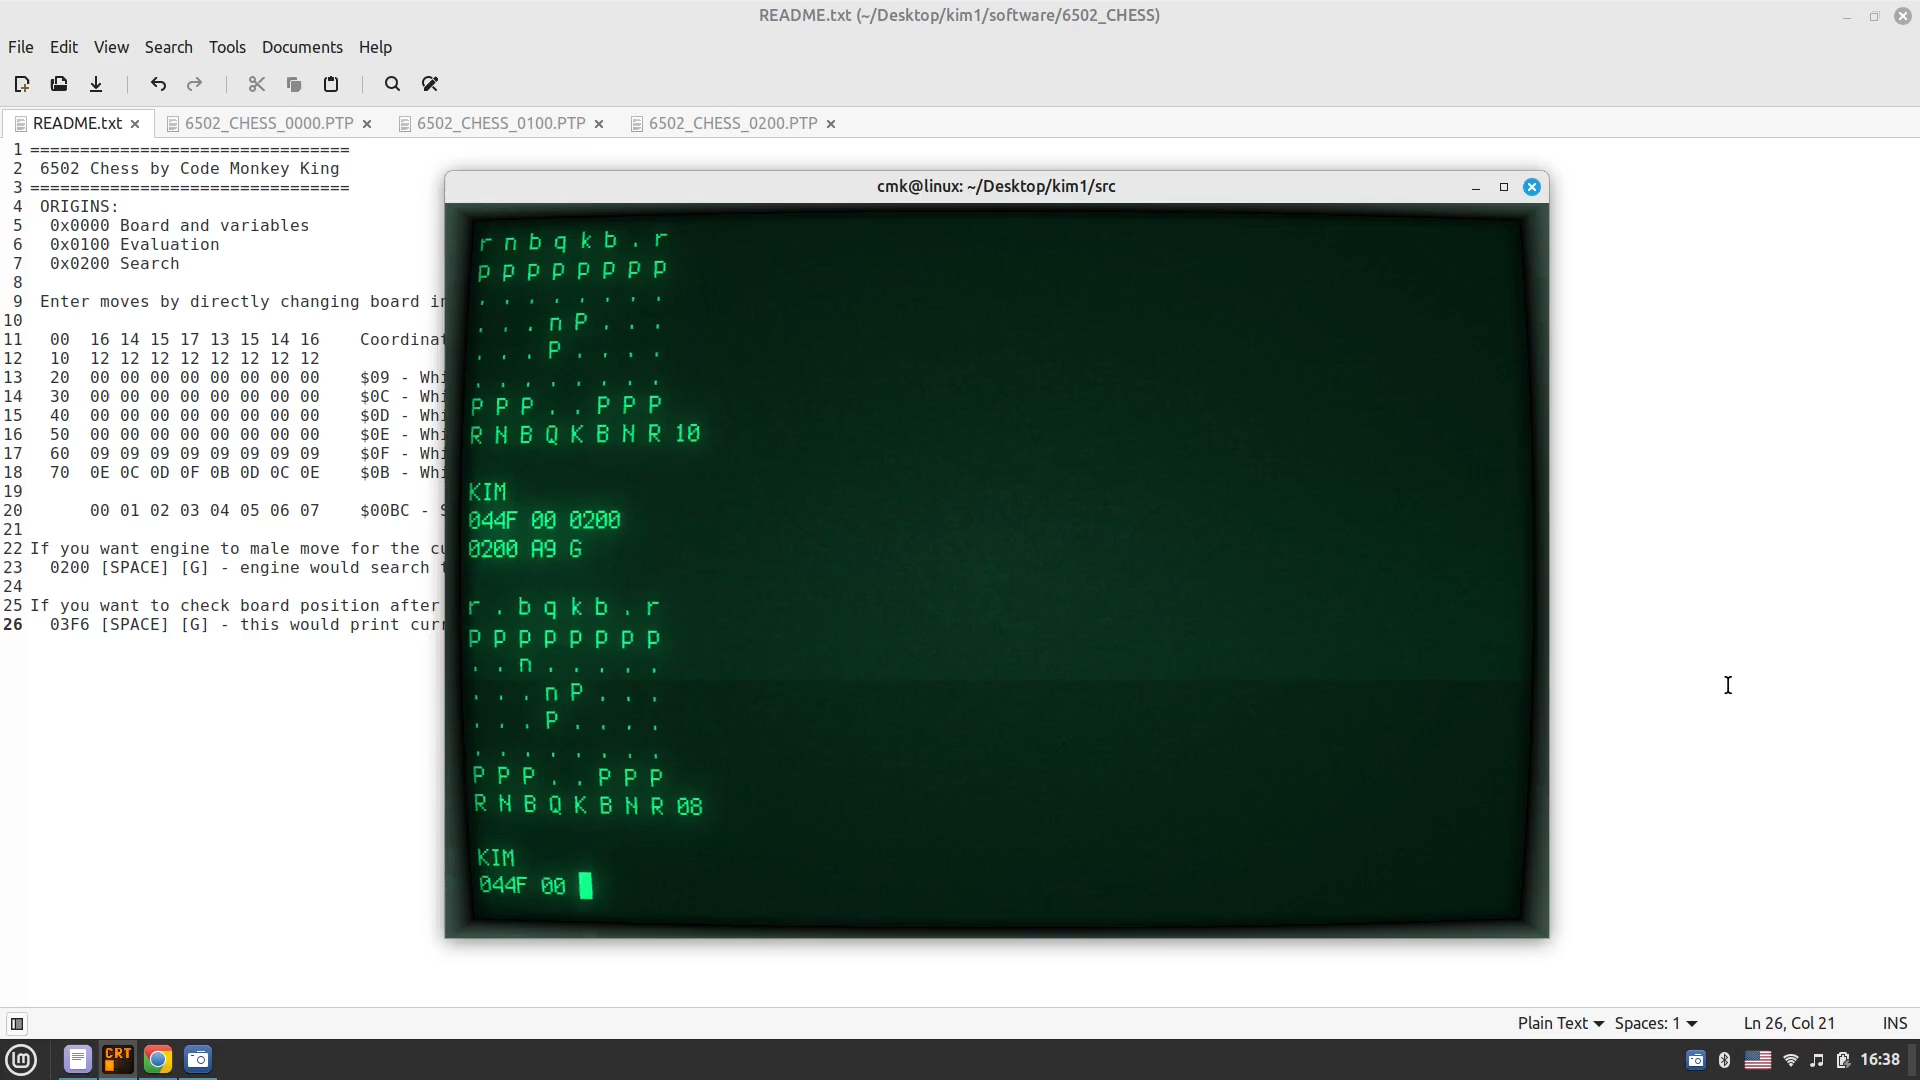 README.txt (~/Desktop/kim1/software/6502_CHESS)
File Edit View Search Tools Documents Help
README.txt 6502_CHESS_0000.PTP 6502_CHESS_0100.PTP 6502_CHESS_0200.PTP
1 ================================
2 6502 Chess by Code Monkey King
3 ================================
4 ORIGINS:
5 0x0000 Board and variables
6 0x0100 Evaluation
7 0x0200 Search
8
9 Enter moves by directly changing board in
10
11 00 16 14 15 17 13 15 14 16 Coordinat
12 10 12 12 12 12 12 12 12 12
13 20 00 00 00 00 00 00 00 00 $09 - Whi
14 30 00 00 00 00 00 00 00 00 $0C - Whi
15 40 00 00 00 00 00 00 00 00 $0D - Whi
16 50 00 00 00 00 00 00 00 00 $0E - Whi
17 60 09 09 09 09 09 09 09 09 $0F - Whi
18 70 0E 0C 0D 0F 0B 0D 0C 0E $0B - Whi
19
20 00 01 02 03 04 05 06 07 $00BC - S
21
22 If you want engine to male move for the cu
23 0200 [SPACE] [G] - engine would search t
24
25 If you want to check board position after
26 03F6 [SPACE] [G] - this would print curr
cmk@linux: ~/Desktop/kim1/src
r n b q k b . r
p p p p p p p p
. . . . . . . .
. . . n P . . .
. . . P . . . .
. . . . . . . .
P P P . . P P P
R N B Q K B N R 10
KIM
044F 00 0200
0200 A9 G
r . b q k b . r
p p p p p p p p
. . n . . . . .
. . . n P . . .
. . . P . . . .
. . . . . . . .
P P P . . P P P
R N B Q K B N R 08
KIM
044F 00
Plain Text Spaces: 1 Ln 26, Col 21 INS
CRT
16:38